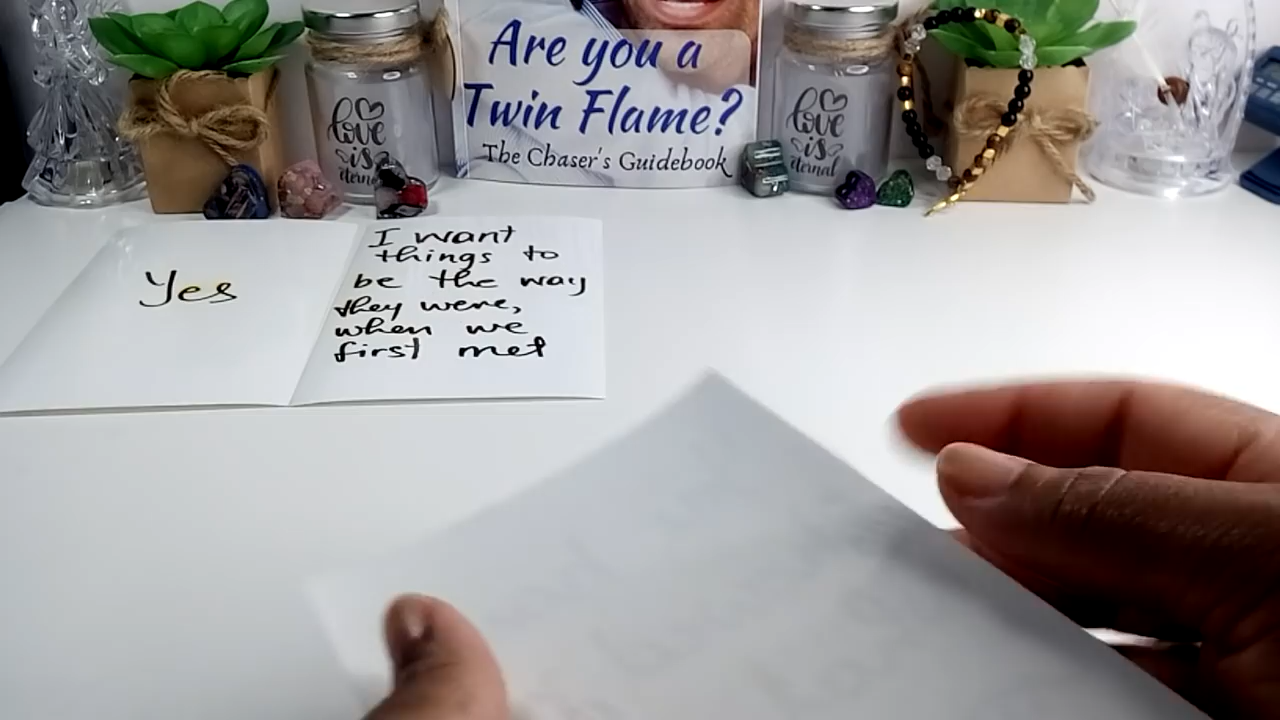 Are you a
Twin Flame?
The Chaser's Guidebook
love
is
eternal
love
is
eternal
Yes
I want
things to
be the way
they were,
when we
first met